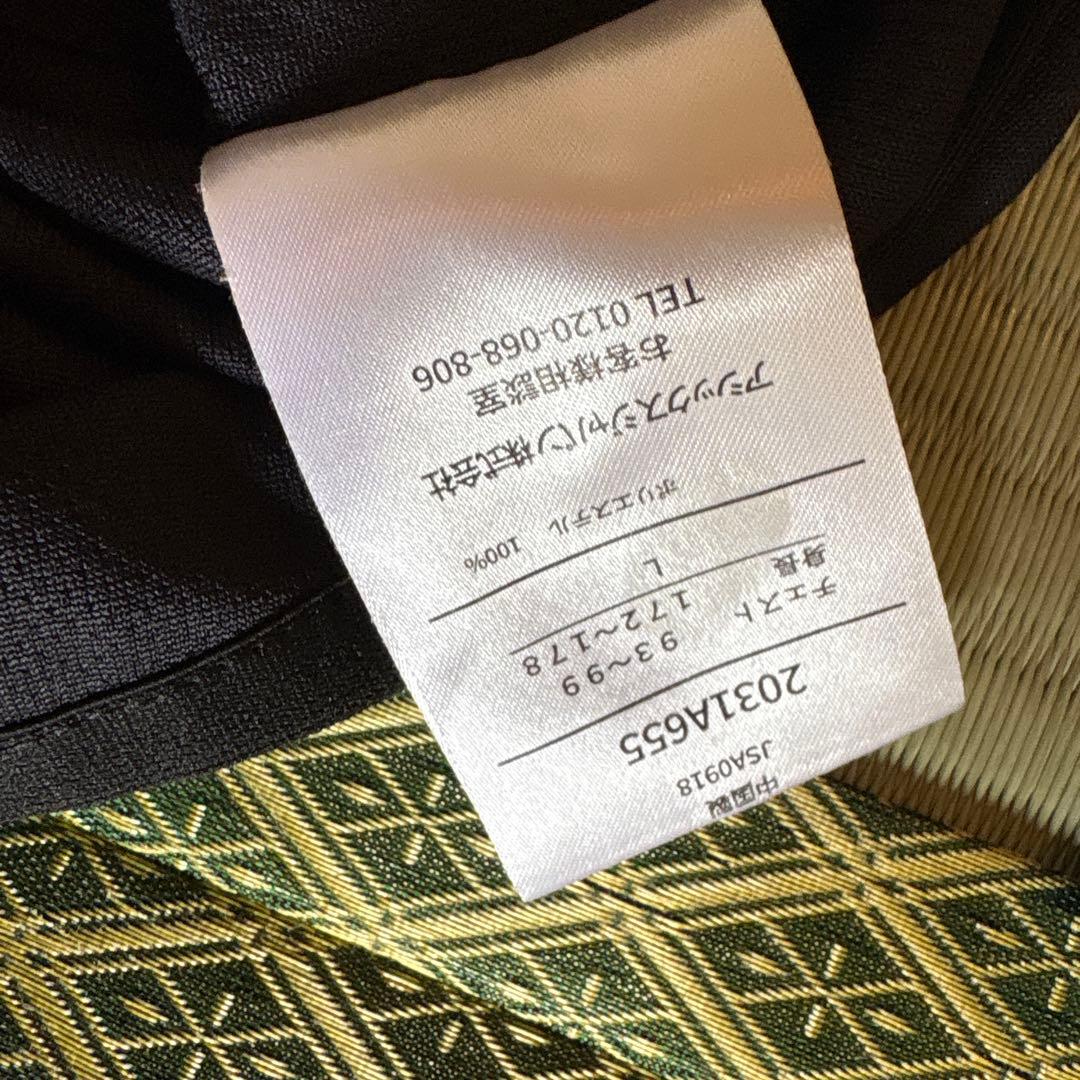 中国製
JSA0918
2031A655
チェスト 93~99
身長 172~178
L
ポリエステル 100%
アシックスジャパン株式会社
お客様相談室
TEL 0120-068-806